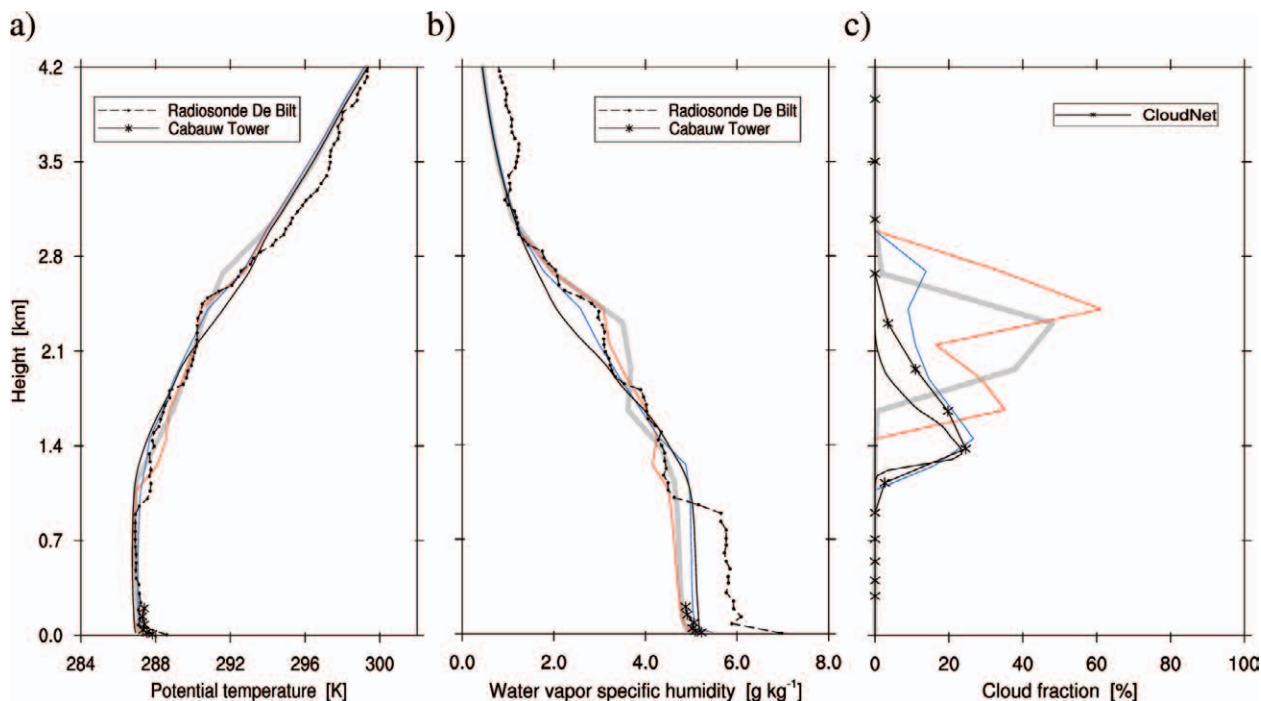 a)
b)
c)
4.2
3.5
2.8
2.1
1.4
0.7
0.0
Height [km]
Radiosonde De Bilt
Cabauw Tower
284
288
292
296
300
Potential temperature [K]
Radiosonde De Bilt
Cabauw Tower
0.0
2.0
4.0
6.0
8.0
Water vapor specific humidity [g kg⁻¹]
CloudNet
0
20
40
60
80
100
Cloud fraction [%]